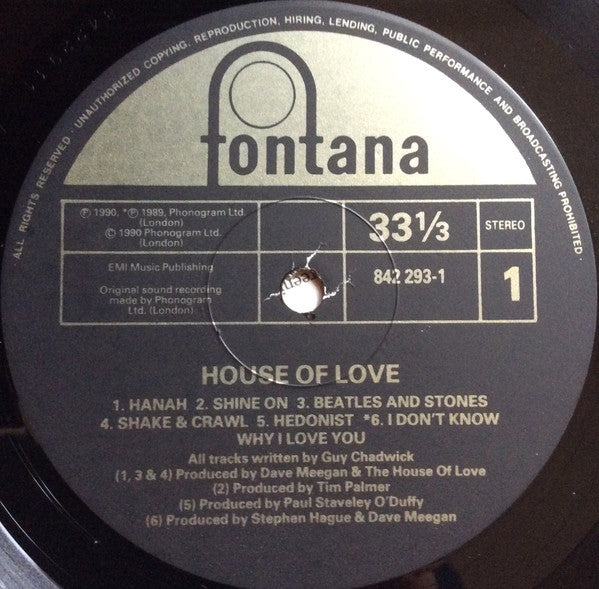 ALL RIGHTS RESERVED · UNAUTHORIZED COPYING, REPRODUCTION, HIRING, LENDING, PUBLIC PERFORMANCE AND BROADCASTING PROHIBITED ·
fontana
℗ 1990, *℗ 1989, Phonogram Ltd.
(London)
© 1990 Phonogram Ltd.
(London)
33⅓
STEREO
EMI Music Publishing
Original sound recording
made by Phonogram
Ltd. (London)
842 293-1
1
HOUSE OF LOVE
1. HANAH 2. SHINE ON 3. BEATLES AND STONES
4. SHAKE & CRAWL 5. HEDONIST *6. I DON'T KNOW
WHY I LOVE YOU
All tracks written by Guy Chadwick
(1, 3 & 4) Produced by Dave Meegan & The House Of Love
(2) Produced by Tim Palmer
(5) Produced by Paul Staveley O'Duffy
(6) Produced by Stephen Hague & Dave Meegan